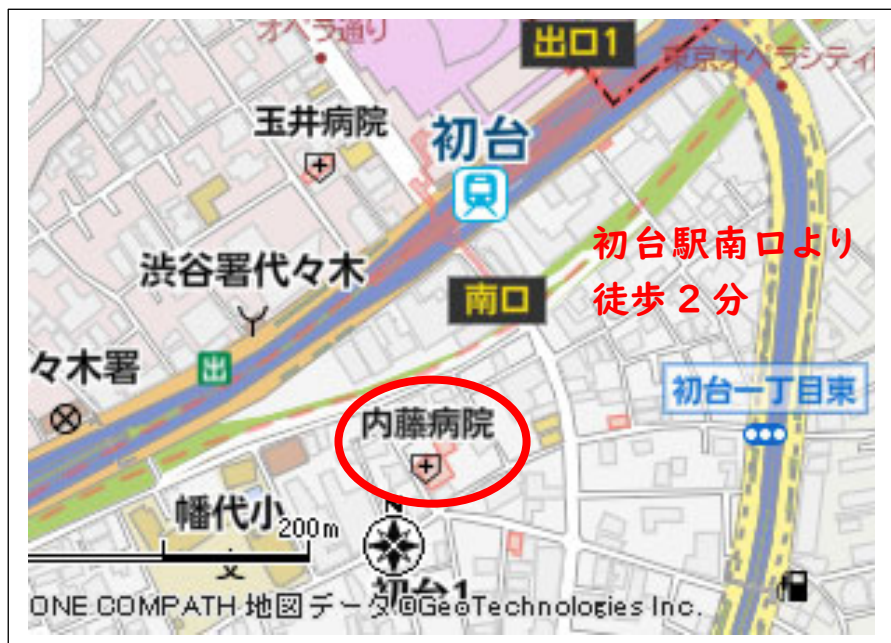 オペラ通り
出口1
東京オペラシティ
玉井病院
初台
初台駅南口より
徒歩2分
渋谷署代々木
南口
々木署
出
初台一丁目東
内藤病院
幡代小
200m
N
初台1
ONE COMPATH 地図データ ©GeoTechnologies Inc.